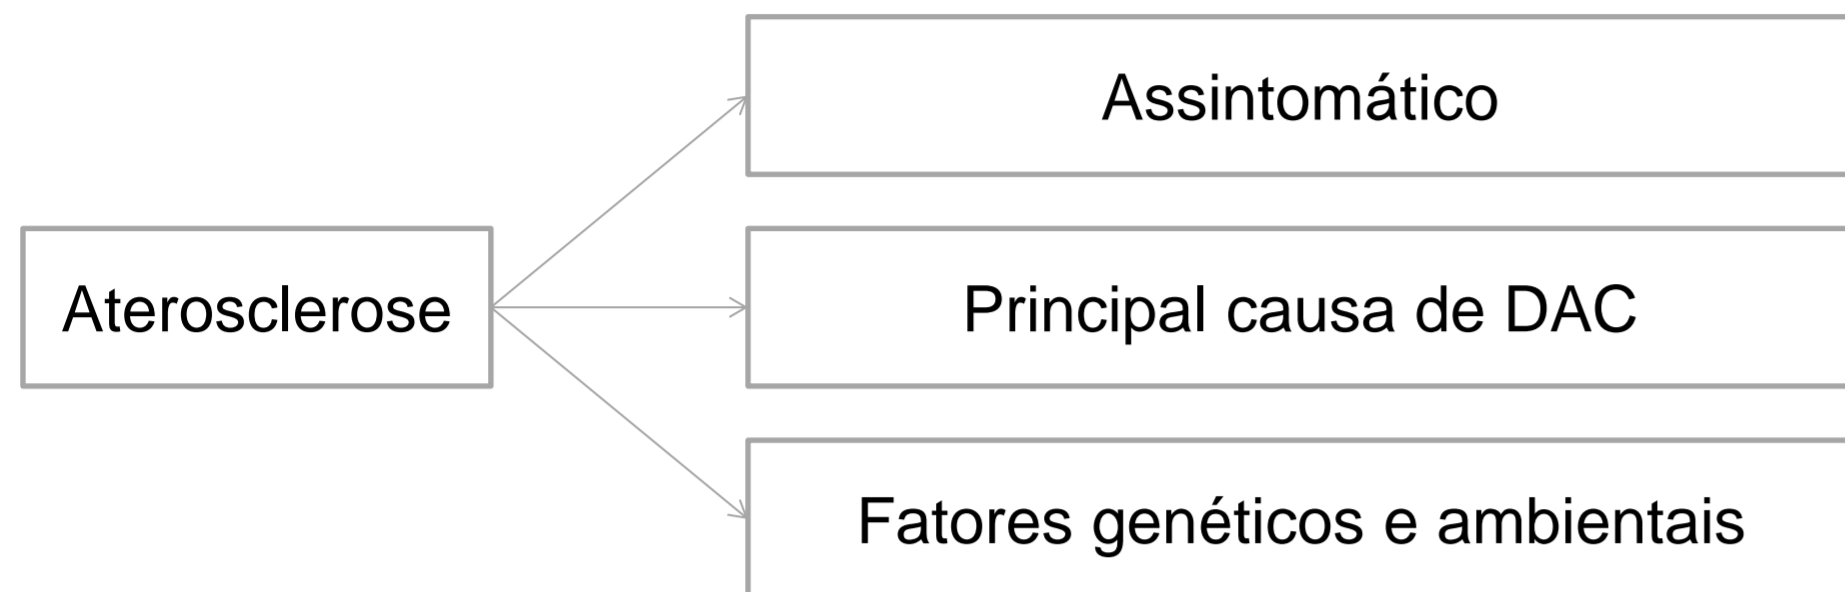 Assintomático
Aterosclerose
Principal causa de DAC
Fatores genéticos e ambientais